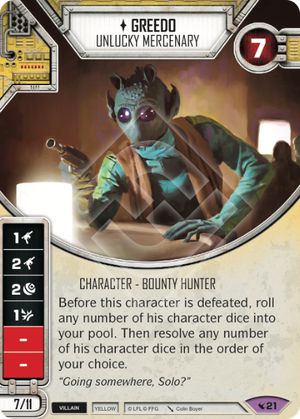 GREEDO
UNLUCKY MERCENARY
7
1
2
2
1
-
-
CHARACTER - BOUNTY HUNTER
Before this character is defeated, roll
any number of his character dice into
your pool. Then resolve any number
of his character dice in the order of
your choice.
“Going somewhere, Solo?”
7/11
VILLAIN
YELLOW
© LFL © FFG
Colin Boyer
21